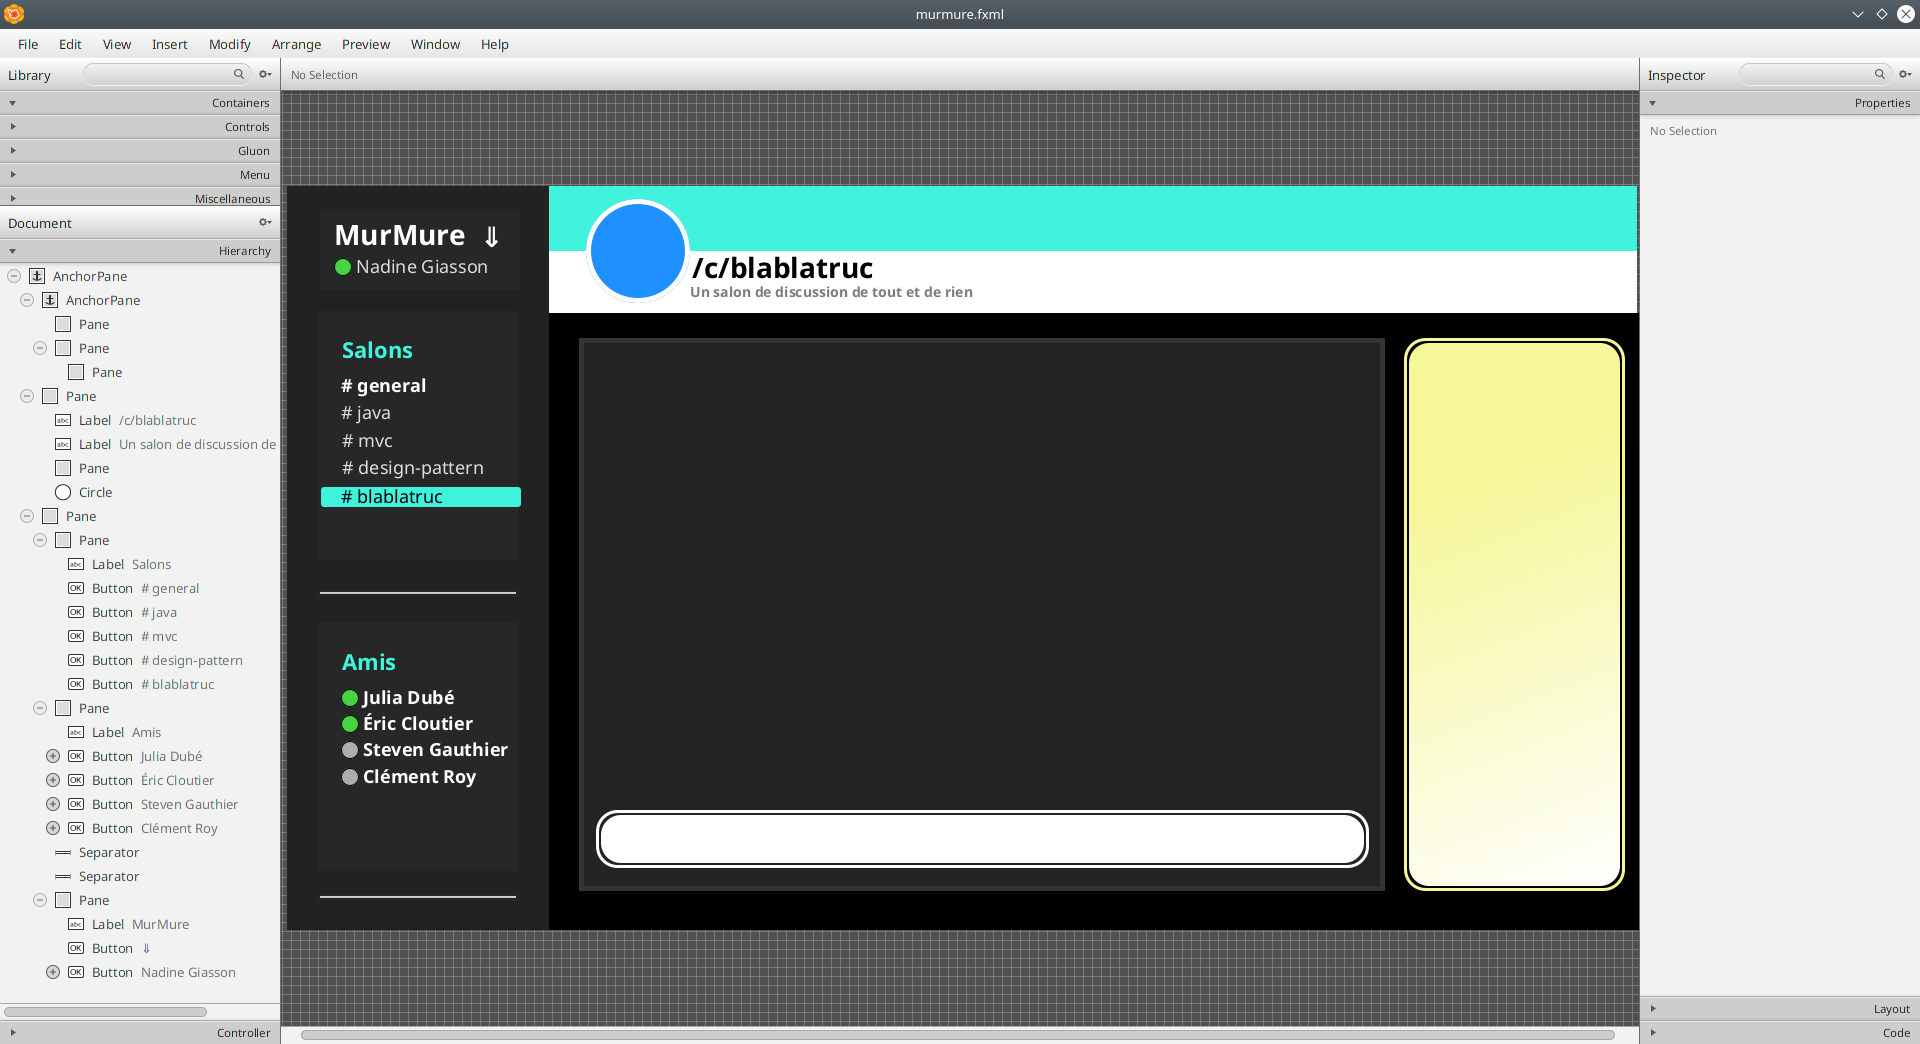 murmure.fxml
File Edit View Insert Modify Arrange Preview Window Help
Library
Containers
Controls
Gluon
Menu
Miscellaneous
Document
Hierarchy
AnchorPane
AnchorPane
Pane
Pane
Pane
Pane
Label /c/blablatruc
Label Un salon de discussion de
Pane
Circle
Pane
Pane
Label Salons
Button # general
Button # java
Button # mvc
Button # design-pattern
Button # blablatruc
Pane
Label Amis
Button Julia Dubé
Button Éric Cloutier
Button Steven Gauthier
Button Clément Roy
Separator
Separator
Pane
Label MurMure
Button ⇓
Button Nadine Giasson
Controller
No Selection
MurMure ⇓
Nadine Giasson
Salons
# general
# java
# mvc
# design-pattern
# blablatruc
Amis
Julia Dubé
Éric Cloutier
Steven Gauthier
Clément Roy
/c/blablatruc
Un salon de discussion de tout et de rien
Inspector
Properties
No Selection
Layout
Code